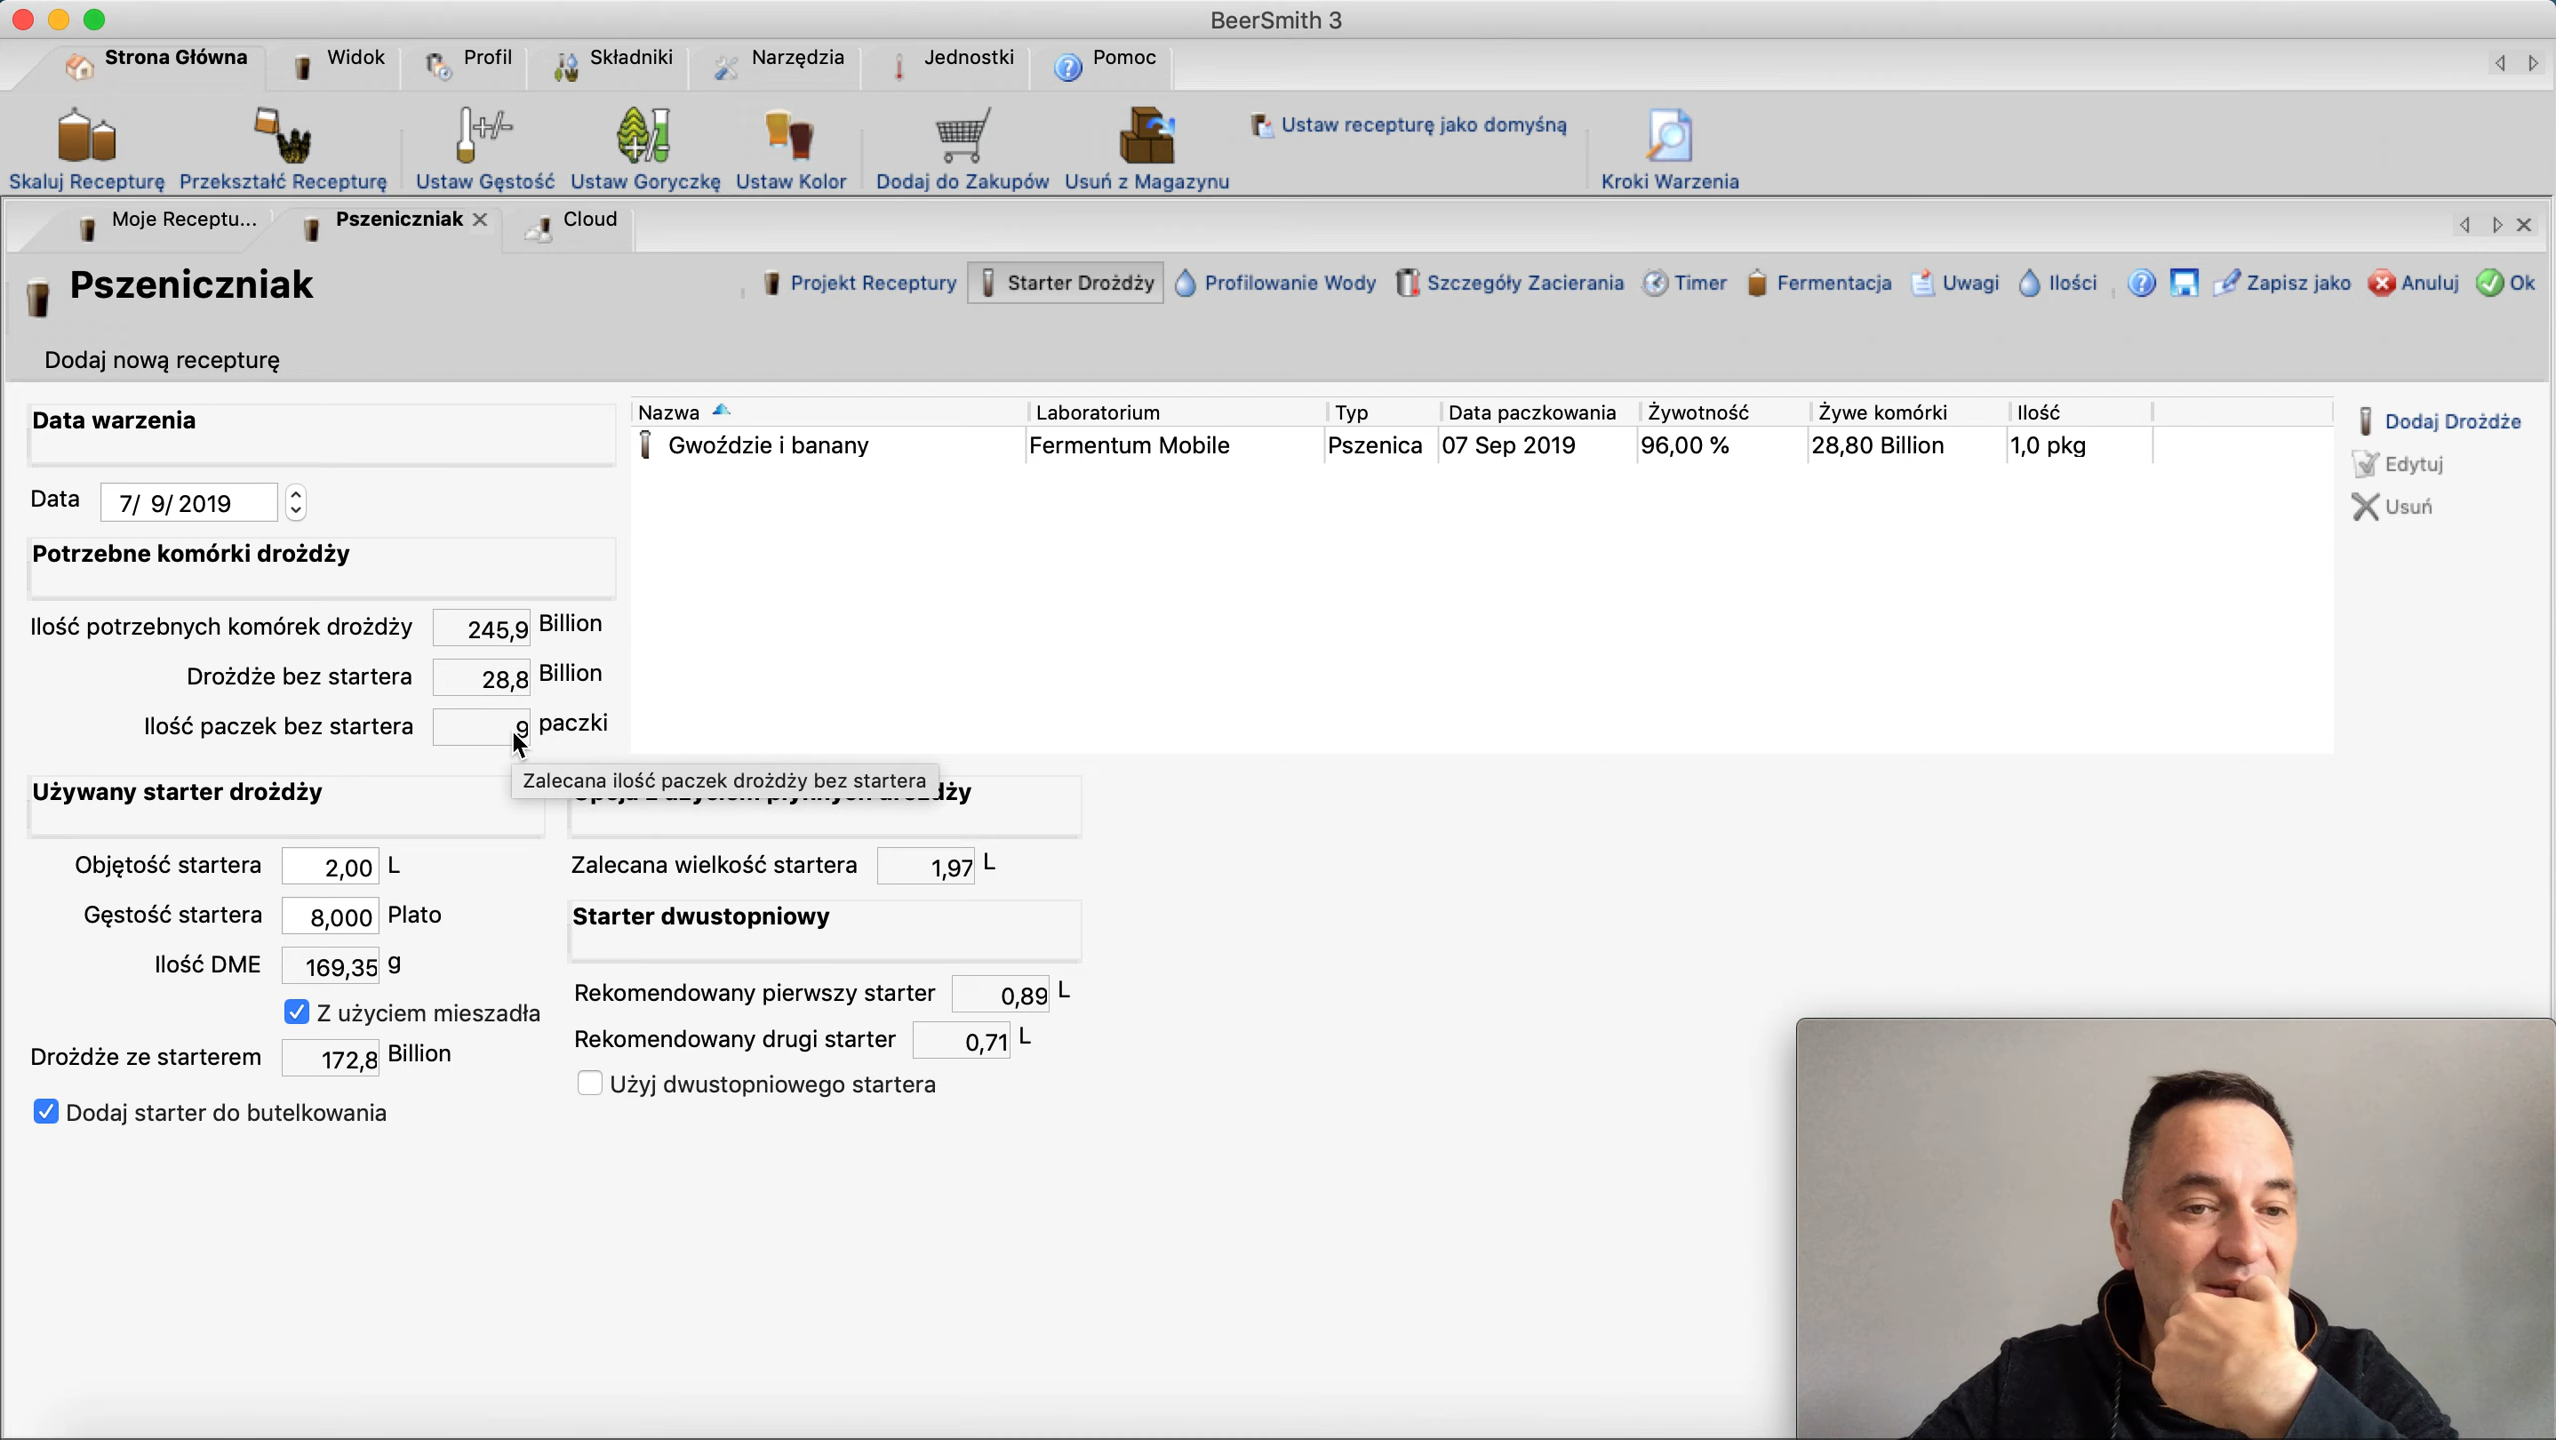 BeerSmith 3
Strona Główna Widok Profil Składniki Narzędzia Jednostki Pomoc
Ustaw recepturę jako domyśną
Skaluj Recepturę Przekształć Recepturę Ustaw Gęstość Ustaw Goryczkę Ustaw Kolor Dodaj do Zakupów Usuń z Magazynu Kroki Warzenia
Moje Receptu... Pszeniczniak Cloud
Pszeniczniak Projekt Receptury Starter Drożdży Profilowanie Wody Szczegóły Zacierania Timer Fermentacja Uwagi Ilości Zapisz jako Anuluj Ok
Dodaj nową recepturę
Data warzenia
Nazwa Laboratorium Typ Data paczkowania Żywotność Żywe komórki Ilość
Gwoździe i banany Fermentum Mobile Pszenica 07 Sep 2019 96,00 % 28,80 Billion 1,0 pkg
Dodaj Drożdże
Edytuj
Usuń
Data 7/ 9/ 2019
Potrzebne komórki drożdży
Ilość potrzebnych komórek drożdży 245,9 Billion
Drożdże bez startera 28,8 Billion
Ilość paczek bez startera 9 paczki
Zalecana ilość paczek drożdży bez startera
Używany starter drożdży
Objętość startera 2,00 L
Gęstość startera 8,000 Plato
Ilość DME 169,35 g
Z użyciem mieszadła
Drożdże ze starterem 172,8 Billion
Dodaj starter do butelkowania
Zalecana wielkość startera 1,97 L
Starter dwustopniowy
Rekomendowany pierwszy starter 0,89 L
Rekomendowany drugi starter 0,71 L
Użyj dwustopniowego startera